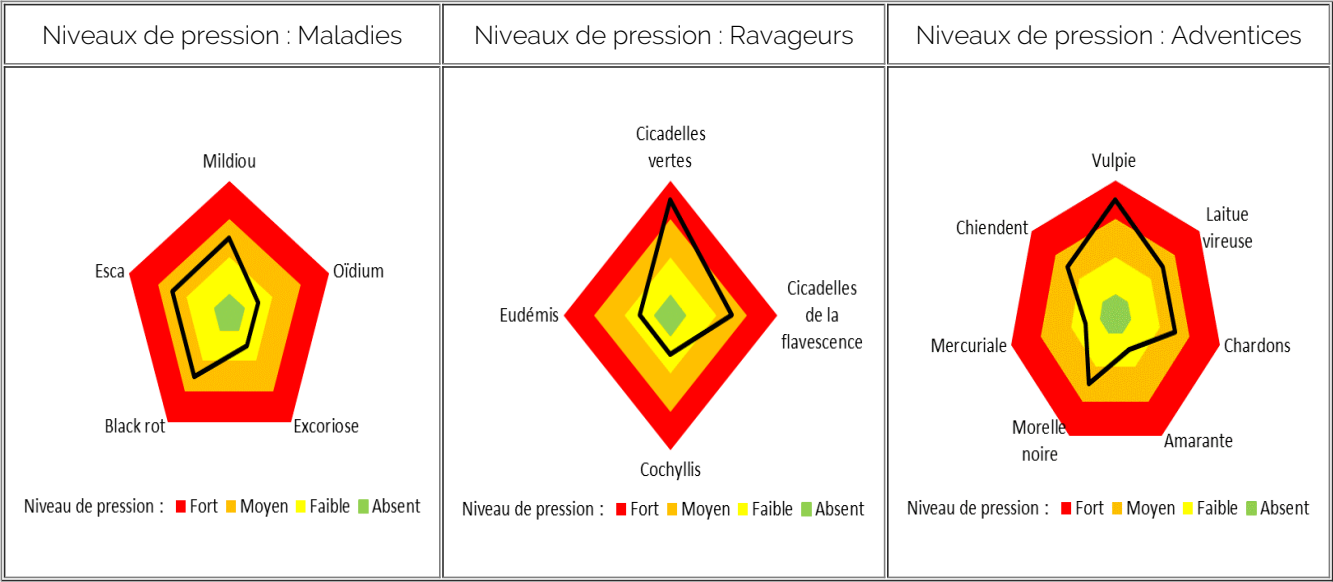 Niveaux de pression : Maladies
Niveaux de pression : Ravageurs
Niveaux de pression : Adventices
Mildiou
Esca
Oïdium
Black rot
Excoriose
Niveau de pression : Fort Moyen Faible Absent
Cicadelles
vertes
Eudémis
Cicadelles
de la
flavescence
Cochyllis
Niveau de pression : Fort Moyen Faible Absent
Vulpie
Chiendent
Laitue
vireuse
Mercuriale
Chardons
Morelle
noire
Amarante
Niveau de pression : Fort Moyen Faible Absent